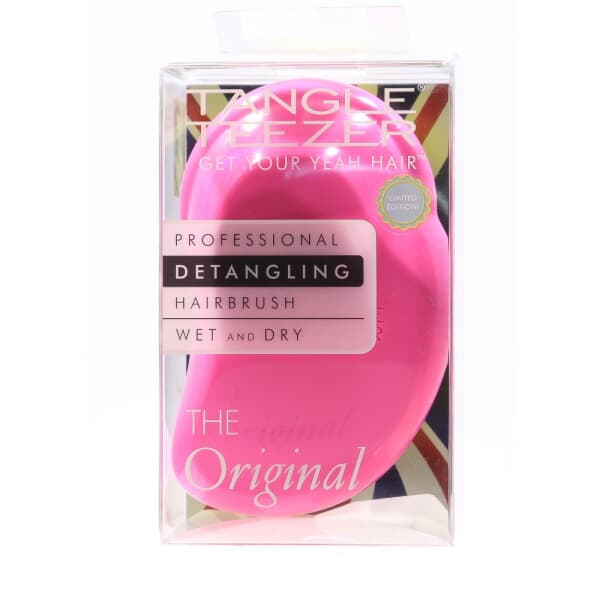 TANGLE®
TEEZER
GET YOUR YEAH HAIR™
LIMITED
EDITION!
PROFESSIONAL
DETANGLING
HAIRBRUSH
WET AND DRY
THE
Original